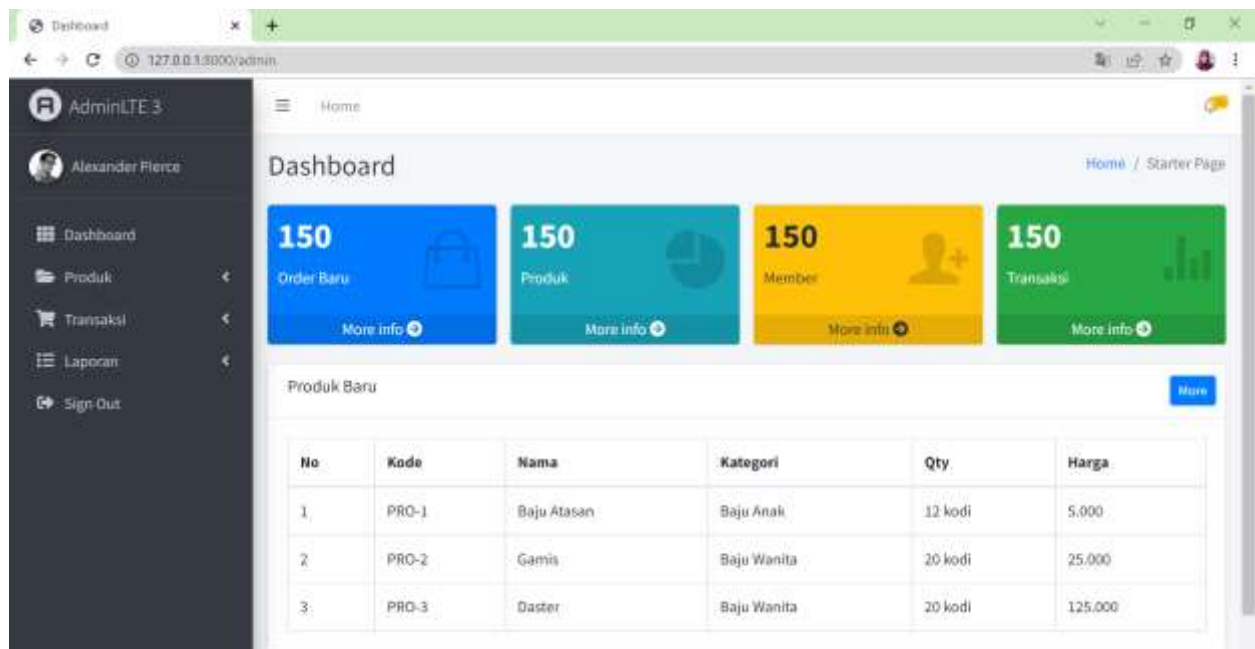 Dashboard
127.0.0.1:8000/admin
AdminLTE 3
Home
Alexander Pierce
Dashboard
Home / Starter Page
Dashboard
Produk
Transaksi
Laporan
Sign Out
150
Order Baru
More info
150
Produk
More info
150
Member
More info
150
Transaksi
More info
Produk Baru
More
No Kode Nama Kategori Qty Harga
1 PRO-1 Baju Atasan Baju Anak 12 kodi 5.000
2 PRO-2 Gamis Baju Wanita 20 kodi 25.000
3 PRO-3 Daster Baju Wanita 20 kodi 125.000